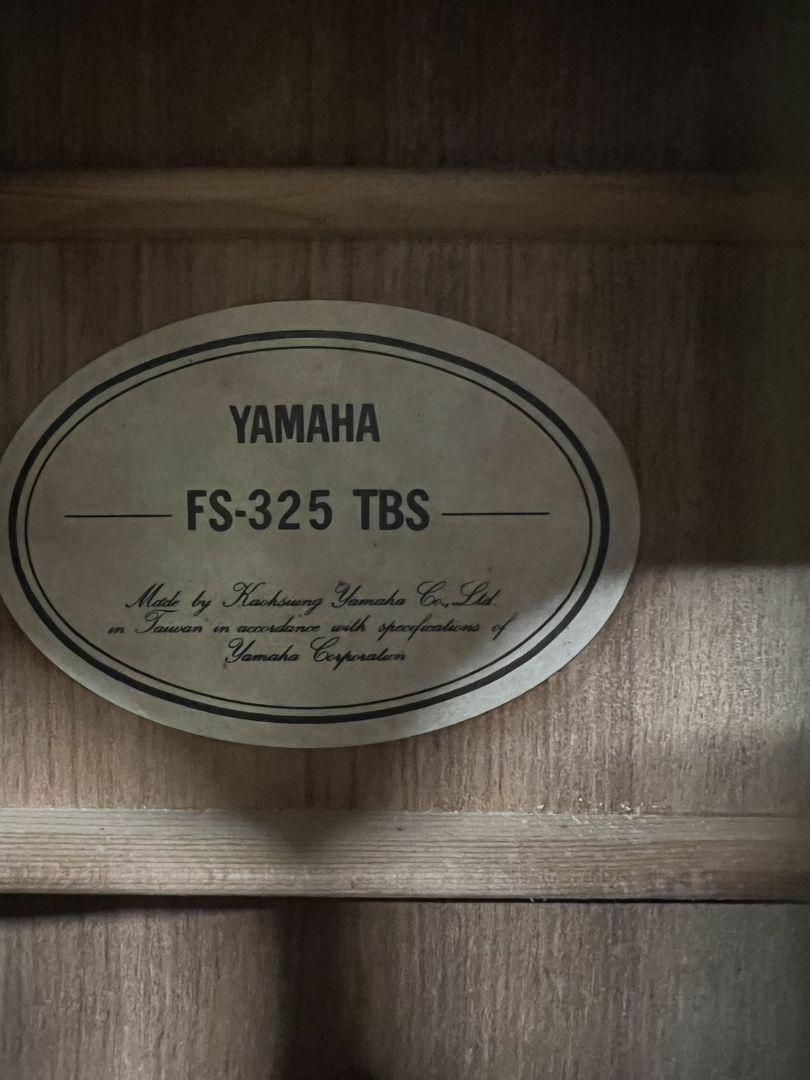 YAMAHA
FS-325 TBS
Made by Kaohsiung Yamaha Co., Ltd.
in Taiwan in accordance with specifications of
Yamaha Corporation